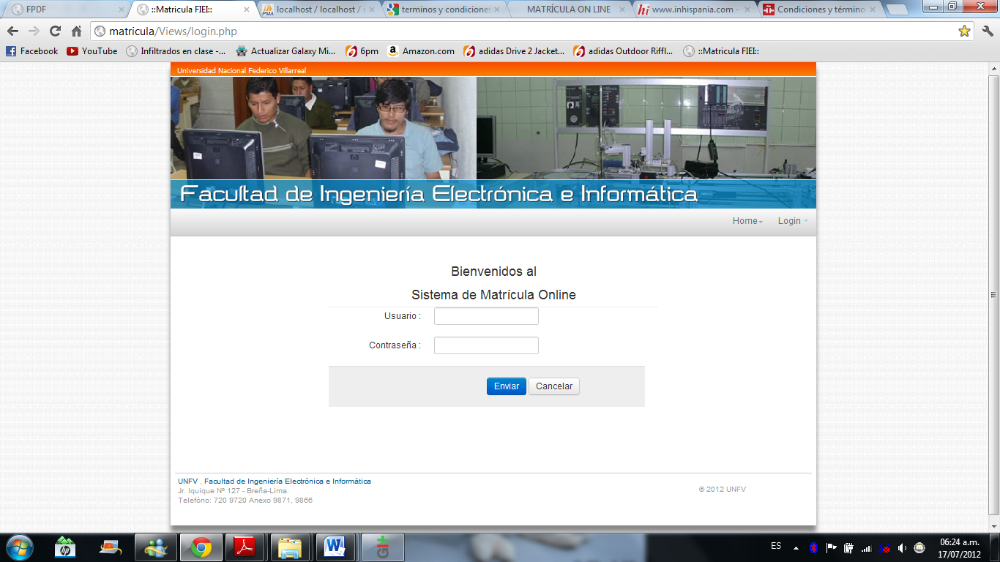 FPDF
::Matricula FIEI::
localhost / localhost / 
terminos y condicione
MATRÍCULA ON LINE
www.inhispania.com -
Condiciones y término
matricula/Views/login.php
Facebook
YouTube
Infiltrados en clase -...
Actualizar Galaxy Mi...
6pm
Amazon.com
adidas Drive 2 Jacket...
adidas Outdoor Riffl...
::Matricula FIEI::
Universidad Nacional Federico Villarreal
Facultad de Ingeniería Electrónica e Informática
Home
Login
Bienvenidos al
Sistema de Matrícula Online
Usuario :
Contraseña :
Enviar
Cancelar
UNFV . Facultad de Ingeniería Electrónica e Informática
Jr. Iquique Nº 127 - Breña-Lima.
Telefóno: 720 9720 Anexo 9871, 9866
© 2012 UNFV
ES
06:24 a.m.
17/07/2012